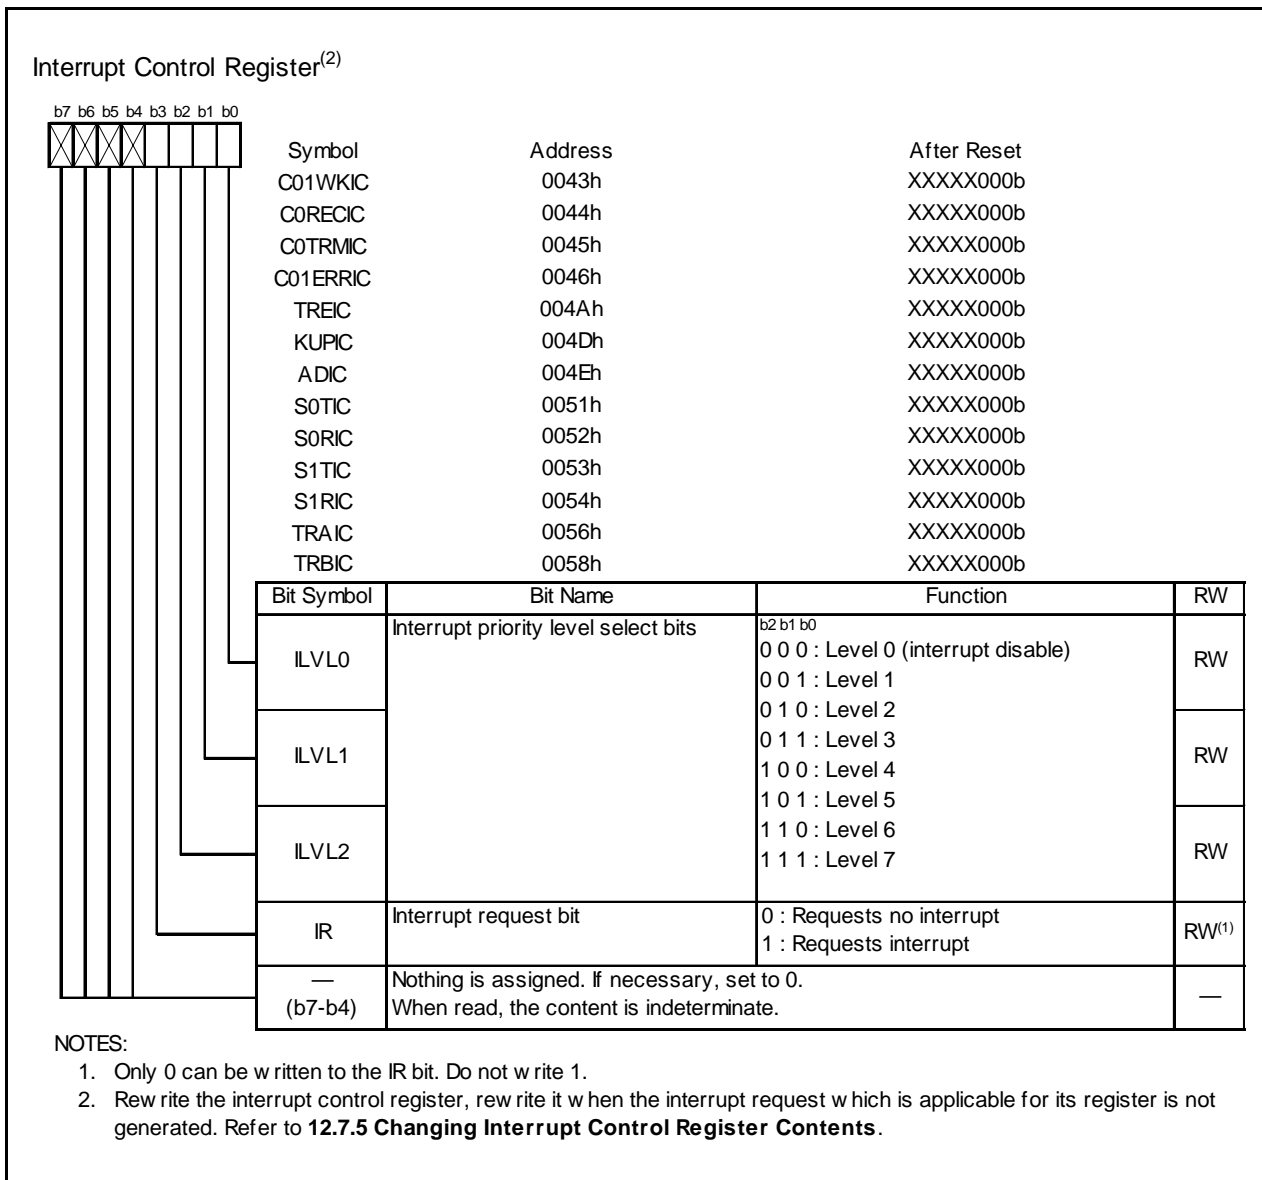 Interrupt Control Register(2)
b7 b6 b5 b4 b3 b2 b1 b0
Symbol Address After Reset
C01WKIC 0043h XXXXX000b
C0RECIC 0044h XXXXX000b
C0TRMIC 0045h XXXXX000b
C01ERRIC 0046h XXXXX000b
TREIC 004Ah XXXXX000b
KUPIC 004Dh XXXXX000b
ADIC 004Eh XXXXX000b
S0TIC 0051h XXXXX000b
S0RIC 0052h XXXXX000b
S1TIC 0053h XXXXX000b
S1RIC 0054h XXXXX000b
TRAIC 0056h XXXXX000b
TRBIC 0058h XXXXX000b
Bit Symbol Bit Name Function RW
ILVL0 Interrupt priority level select bits b2 b1 b0 RW
0 0 0 : Level 0 (interrupt disable)
0 0 1 : Level 1
0 1 0 : Level 2
ILVL1 0 1 1 : Level 3 RW
1 0 0 : Level 4
1 0 1 : Level 5
ILVL2 1 1 0 : Level 6 RW
1 1 1 : Level 7
IR Interrupt request bit 0 : Requests no interrupt RW(1)
1 : Requests interrupt
— Nothing is assigned. If necessary, set to 0. —
(b7-b4) When read, the content is indeterminate.
NOTES:
1. Only 0 can be written to the IR bit. Do not write 1.
2. Rewrite the interrupt control register, rewrite it when the interrupt request which is applicable for its register is not
generated. Refer to 12.7.5 Changing Interrupt Control Register Contents.